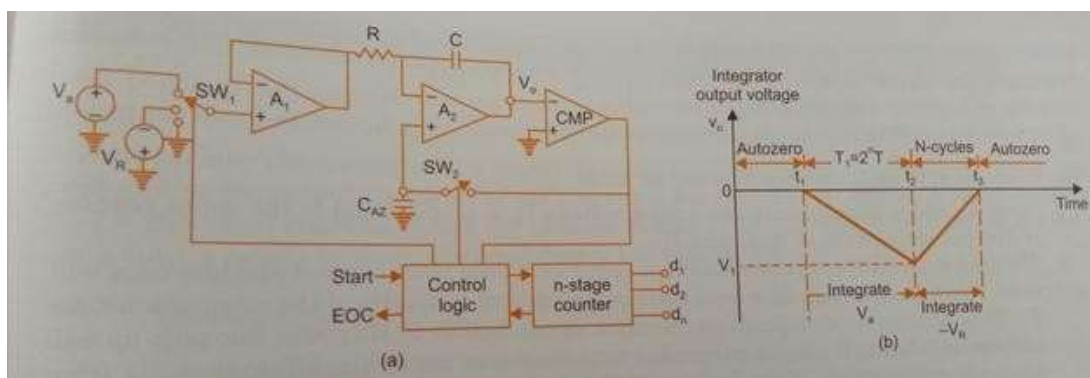 R
C
Vₐ
SW₁
A₁
A₂
Vₒ
CMP
V_R
SW₂
C_AZ
Start
EOC
Control
logic
n-stage
counter
d₁
d₂
dₙ
(a)
Integrator
output voltage
vₒ
Autozero
T₁=2ⁿT
N-cycles
Autozero
t₁
t₂
t₃
0
Time
V₁
Integrate
Vₐ
Integrate
–V_R
(b)